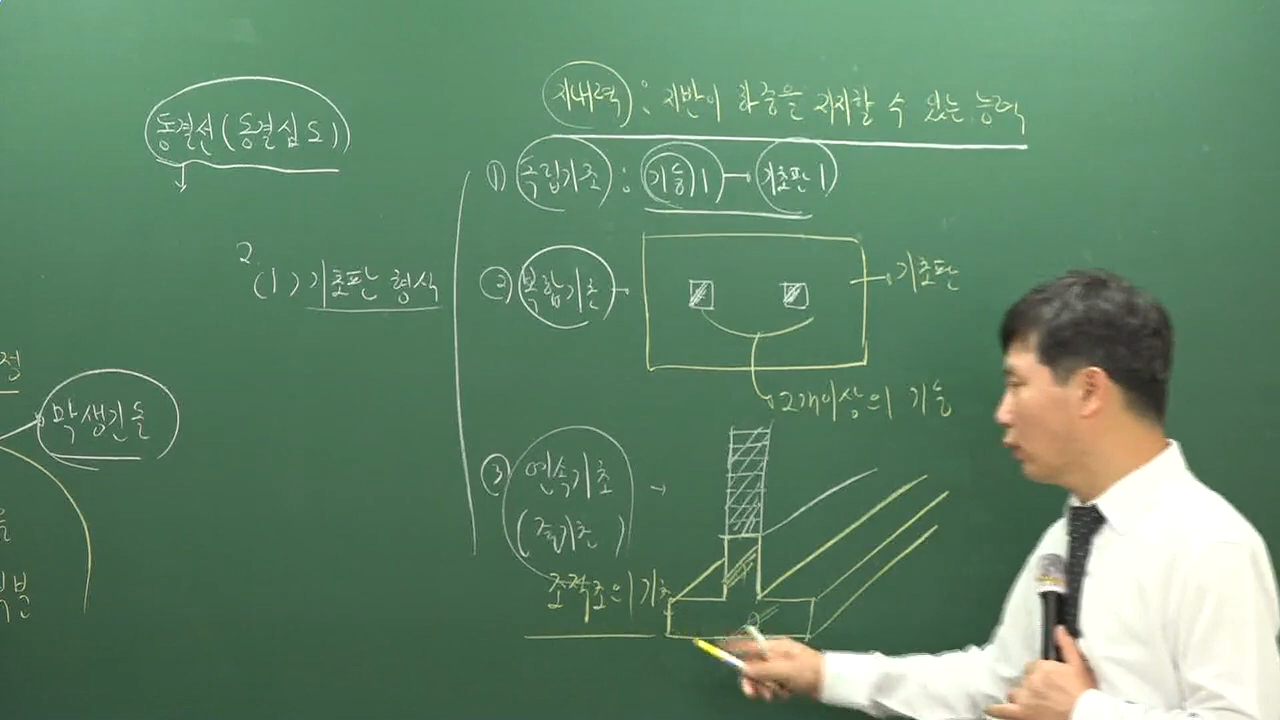 동결선(동결심도)
지내력 : 지반이 하중을 지지할 수 있는 능력
① 독립기초 : 기둥1 → 기초판1
2.
(1) 기초판 형식
② 복합기초 →
→ 기초판
2개이상의 기둥
정
막생긴돌
③ 연속기초 →
(줄기초)
조적조의 기초